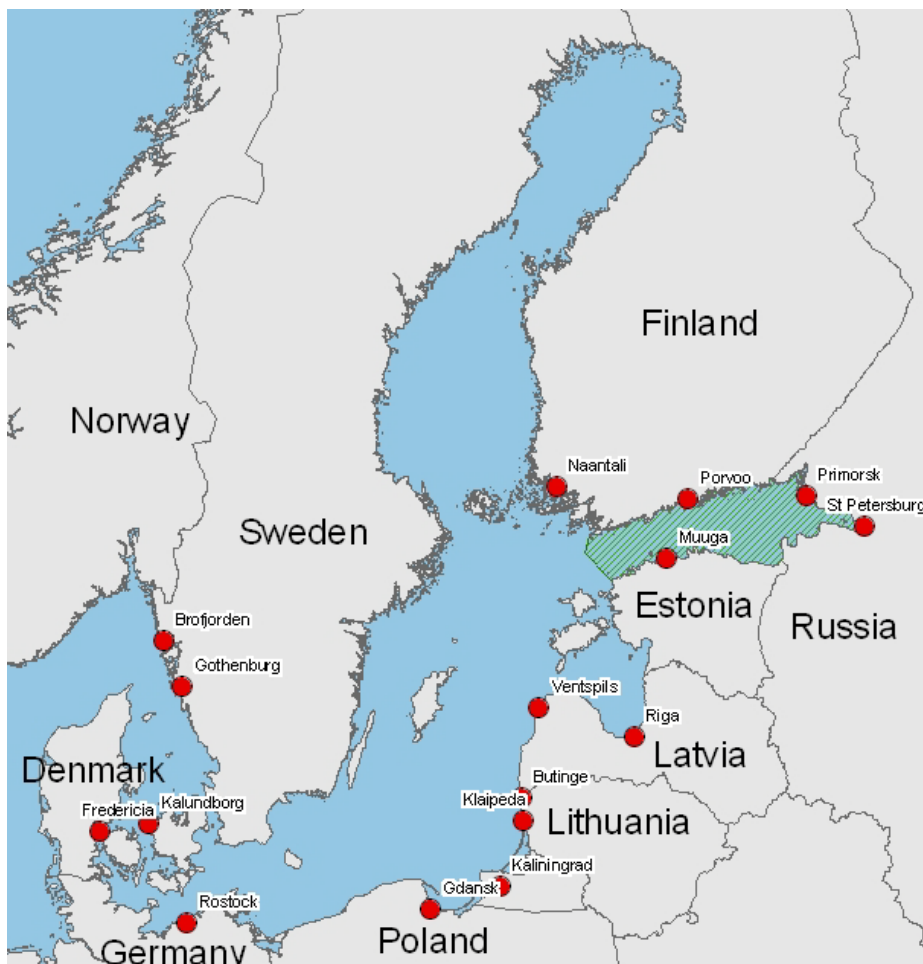 Finland
Norway
Naantali
Porvoo
Primorsk
St Petersburg
Sweden
Muuga
Estonia
Russia
Brofjorden
Gothenburg
Ventspils
Riga
Latvia
Denmark
Butinge
Klaipeda
Lithuania
Fredericia
Kalundborg
Kaliningrad
Gdansk
Rostock
Poland
Germany